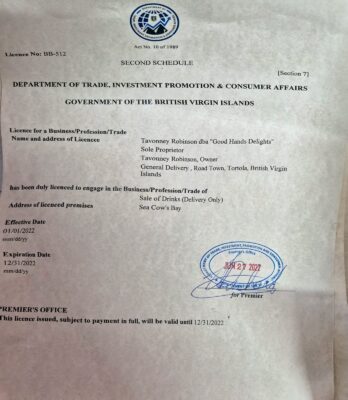 Act No. 10 of 1989
Licence No: BB-512
SECOND SCHEDULE
[Section 7]
DEPARTMENT OF TRADE, INVESTMENT PROMOTION & CONSUMER AFFAIRS
GOVERNMENT OF THE BRITISH VIRGIN ISLANDS
Licence for a Business/Profession/Trade
Name and address of Licencee
Tavonney Robinson dba "Good Hands Delights"
Sole Proprietor
Tavonney Robinson, Owner
General Delivery , Road Town, Tortola, British Virgin
Islands
has been duly licenced to engage in the Business/Profession/Trade of
Sale of Drinks (Delivery Only)
Address of licenced premises
Sea Cow's Bay
Effective Date
01/01/2022
mm/dd/yy
Expiration Date
12/31/2022
mm/dd/yy
Premier's Office
JUN 27 2022
for Premier
PREMIER'S OFFICE
This licence issued, subject to payment in full, will be valid until 12/31/2022